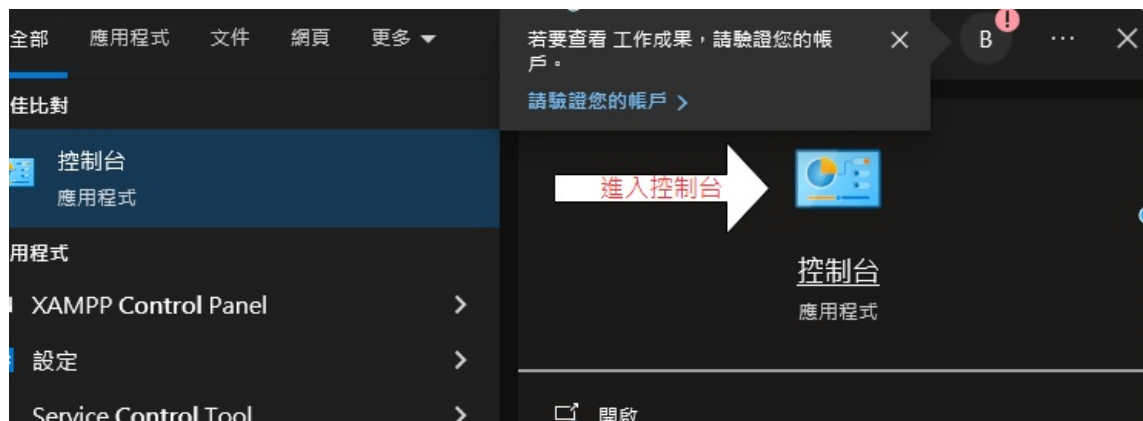 全部 應用程式 文件 網頁 更多
若要查看 工作成果，請驗證您的帳
戶。
請驗證您的帳戶
B
佳比對
控制台
應用程式
進入控制台
控制台
應用程式
用程式
XAMPP Control Panel
設定
Service Control Tool
開啟